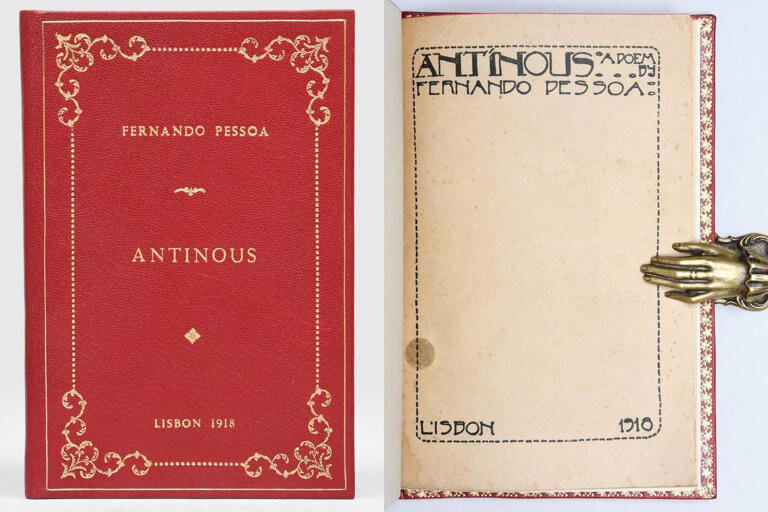 FERNANDO PESSOA
ANTINOUS
LISBON 1918
ANTÍNOUS A POEM
BY
FERNANDO PESSOA
LISBON 1918